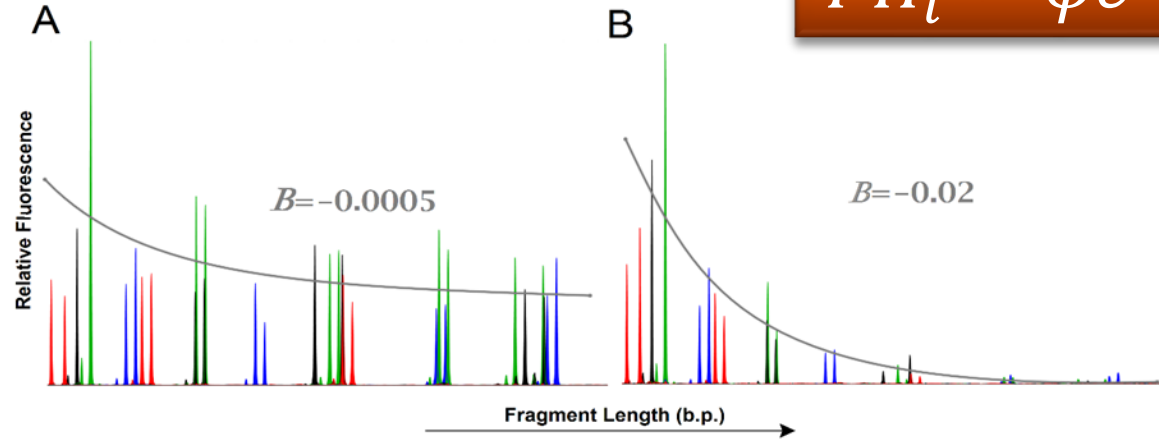 A
B
Relative Fluorescence
B=-0.0005
B=-0.02
Fragment Length (b.p.)